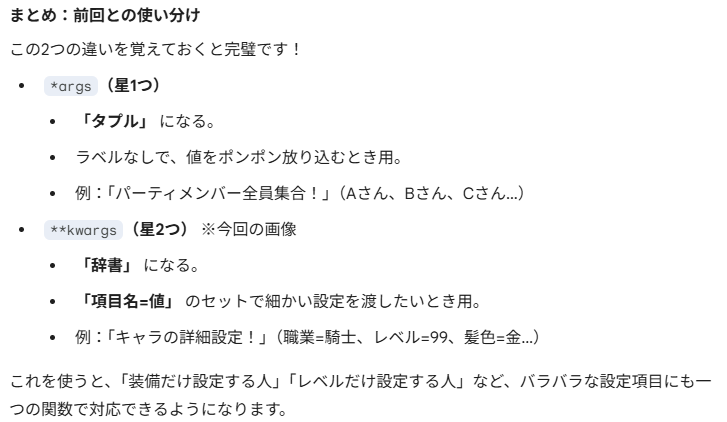 まとめ：前回との使い分け
この2つの違いを覚えておくと完璧です！
• *args（星1つ）
• 「タプル」 になる。
• ラベルなしで、値をポンポン放り込むとき用。
• 例：「パーティメンバー全員集合！」（Aさん、Bさん、Cさん...）
• **kwargs（星2つ） ※今回の画像
• 「辞書」 になる。
• 「項目名=値」 のセットで細かい設定を渡したいとき用。
• 例：「キャラの詳細設定！」（職業=騎士、レベル=99、髪色=金...）
これを使うと、「装備だけ設定する人」「レベルだけ設定する人」など、バラバラな設定項目にも一
つの関数で対応できるようになります。